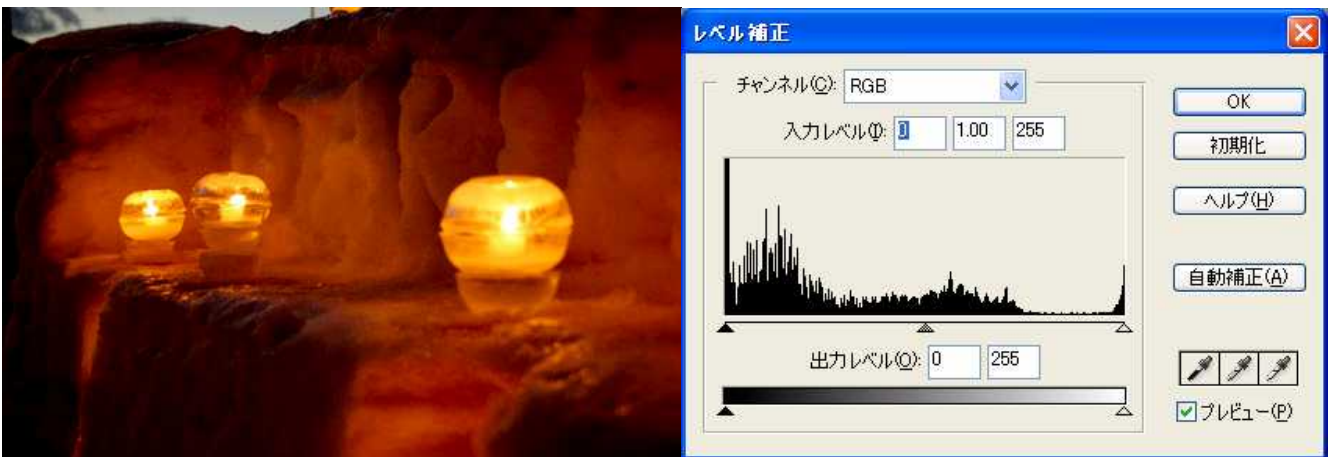 レベル補正
チャンネル(C): RGB
入力レベル(I): 0 1.00 255
出力レベル(O): 0 255
OK
初期化
ヘルプ(H)
自動補正(A)
プレビュー(P)